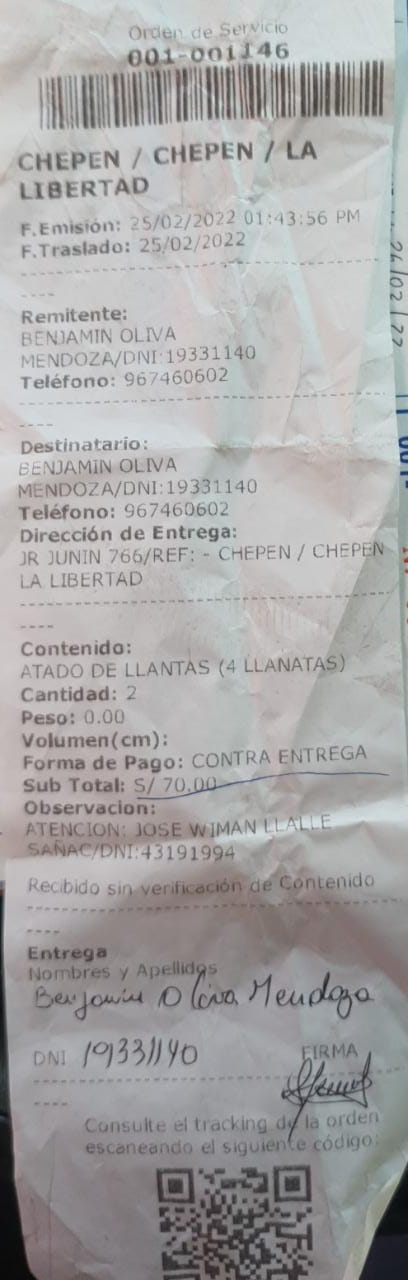 Orden de Servicio
001-001146
CHEPEN / CHEPEN / LA
LIBERTAD
F.Emisión: 25/02/2022 01:43:56 PM
F.Traslado: 25/02/2022
----
Remitente:
BENJAMIN OLIVA
MENDOZA/DNI:19331140
Teléfono: 967460602
----
Destinatario:
BENJAMIN OLIVA
MENDOZA/DNI:19331140
Teléfono: 967460602
Dirección de Entrega:
JR JUNIN 766/REF: - CHEPEN / CHEPEN
LA LIBERTAD
----
Contenido:
ATADO DE LLANTAS (4 LLANATAS)
Cantidad: 2
Peso: 0.00
Volumen(cm):
Forma de Pago: CONTRA ENTREGA
Sub Total: S/ 70.00
Observacion:
ATENCION: JOSE WIMAN LLALLE
SAÑAC/DNI:43191994
Recibido sin verificación de Contenido
----
Entrega
Nombres y Apellidos
Benjamin Oliva Mendoza
DNI 19331140 FIRMA
----
Consulte el tracking de la orden
escaneando el siguiente código:
26/02/22